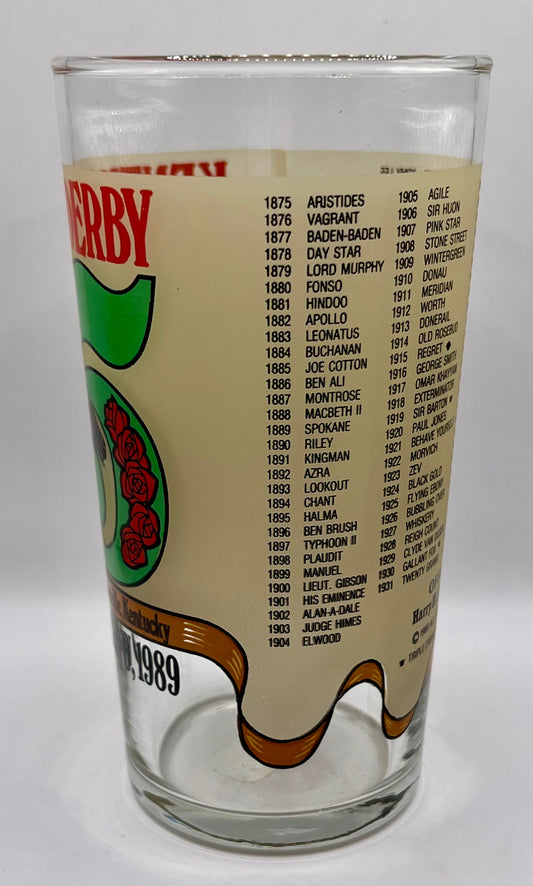 DERBY
1875 ARISTIDES
1876 VAGRANT
1877 BADEN-BADEN
1878 DAY STAR
1879 LORD MURPHY
1880 FONSO
1881 HINDOO
1882 APOLLO
1883 LEONATUS
1884 BUCHANAN
1885 JOE COTTON
1886 BEN ALI
1887 MONTROSE
1888 MACBETH II
1889 SPOKANE
1890 RILEY
1891 KINGMAN
1892 AZRA
1893 LOOKOUT
1894 CHANT
1895 HALMA
1896 BEN BRUSH
1897 TYPHOON II
1898 PLAUDIT
1899 MANUEL
1900 LIEUT. GIBSON
1901 HIS EMINENCE
1902 ALAN-A-DALE
1903 JUDGE HIMES
1904 ELWOOD
1905 AGILE
1906 SIR HUON
1907 PINK STAR
1908 STONE STREET
1909 WINTERGREEN
1910 DONAU
1911 MERIDIAN
1912 WORTH
1913 DONERAIL
1914 OLD ROSEBUD
1915 REGRET ◆
1916 GEORGE SMITH
1917 OMAR KHAYYAM
1918 EXTERMINATOR
1919 SIR BARTON ★
1920 PAUL JONES
1921 BEHAVE YOURSELF
1922 MORVICH
1923 ZEV
1924 BLACK GOLD
1925 FLYING EBONY
1926 BUBBLING OVER
1927 WHISKERY
1928 REIGH COUNT
1929 CLYDE VAN
1930 GALLANT FOX ★
1931 TWENTY GRAND
Kentucky
1989
Harry
★ TRIPLE